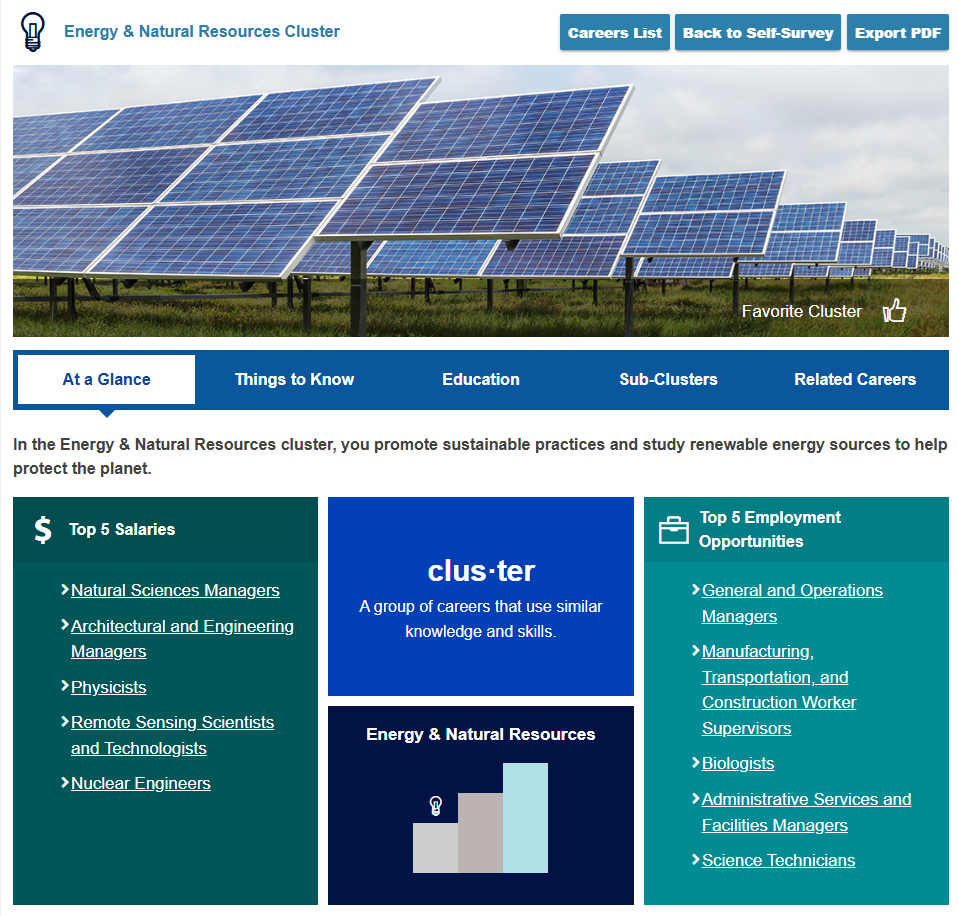 Energy & Natural Resources Cluster
Careers List
Back to Self-Survey
Export PDF
Favorite Cluster
At a Glance
Things to Know
Education
Sub-Clusters
Related Careers
In the Energy & Natural Resources cluster, you promote sustainable practices and study renewable energy sources to help
protect the planet.
$ Top 5 Salaries
Natural Sciences Managers
Architectural and Engineering
Managers
Physicists
Remote Sensing Scientists
and Technologists
Nuclear Engineers
clus·ter
A group of careers that use similar
knowledge and skills.
Energy & Natural Resources
Top 5 Employment
Opportunities
General and Operations
Managers
Manufacturing,
Transportation, and
Construction Worker
Supervisors
Biologists
Administrative Services and
Facilities Managers
Science Technicians